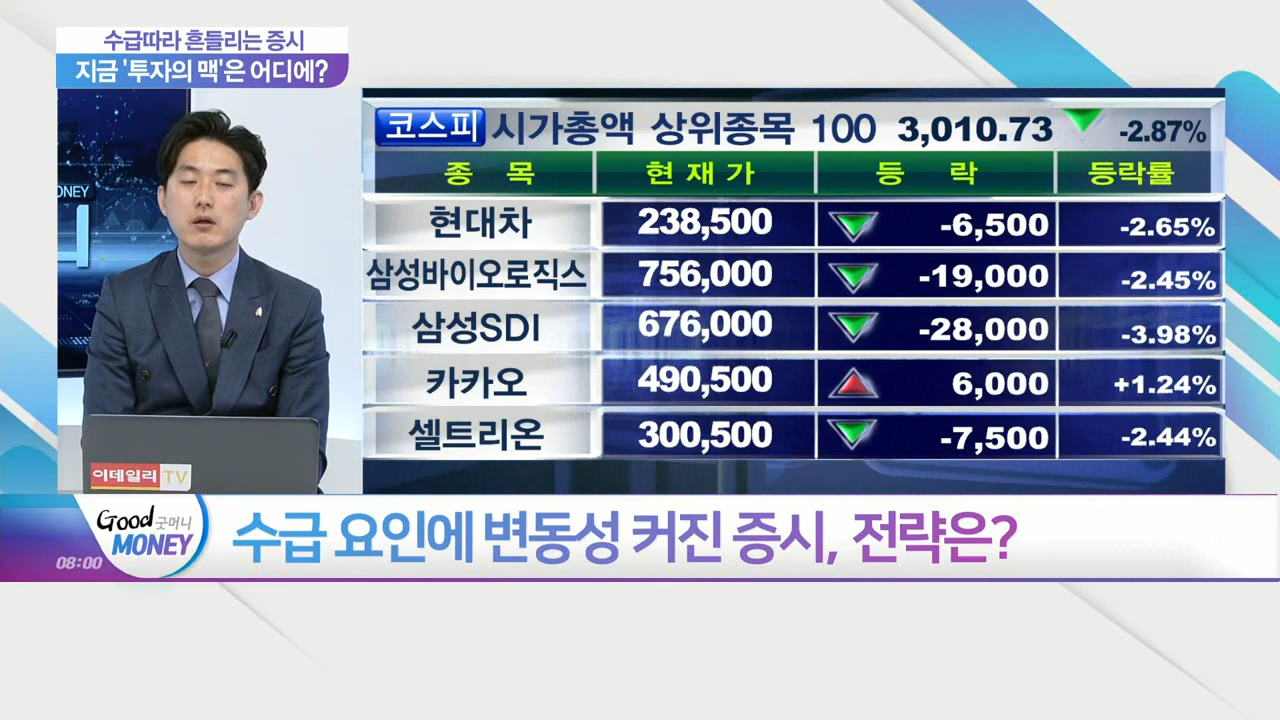 수급따라 흔들리는 증시
지금 '투자의 맥'은 어디에?
ONEY
코스피 시가총액 상위종목 100 3,010.73 -2.87%
종 목 현 재 가 등 락 등락률
현대차 238,500 -6,500 -2.65%
삼성바이오로직스 756,000 -19,000 -2.45%
삼성SDI 676,000 -28,000 -3.98%
카카오 490,500 6,000 +1.24%
셀트리온 300,500 -7,500 -2.44%
이데일리 TV
Good 굿머니
MONEY
08:00
수급 요인에 변동성 커진 증시, 전략은?